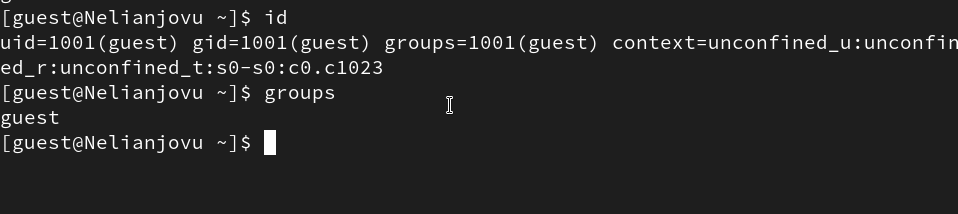 [guest@Nelianjovu ~]$ id
uid=1001(guest) gid=1001(guest) groups=1001(guest) context=unconfined_u:unconfin
ed_r:unconfined_t:s0-s0:c0.c1023
[guest@Nelianjovu ~]$ groups
guest
[guest@Nelianjovu ~]$